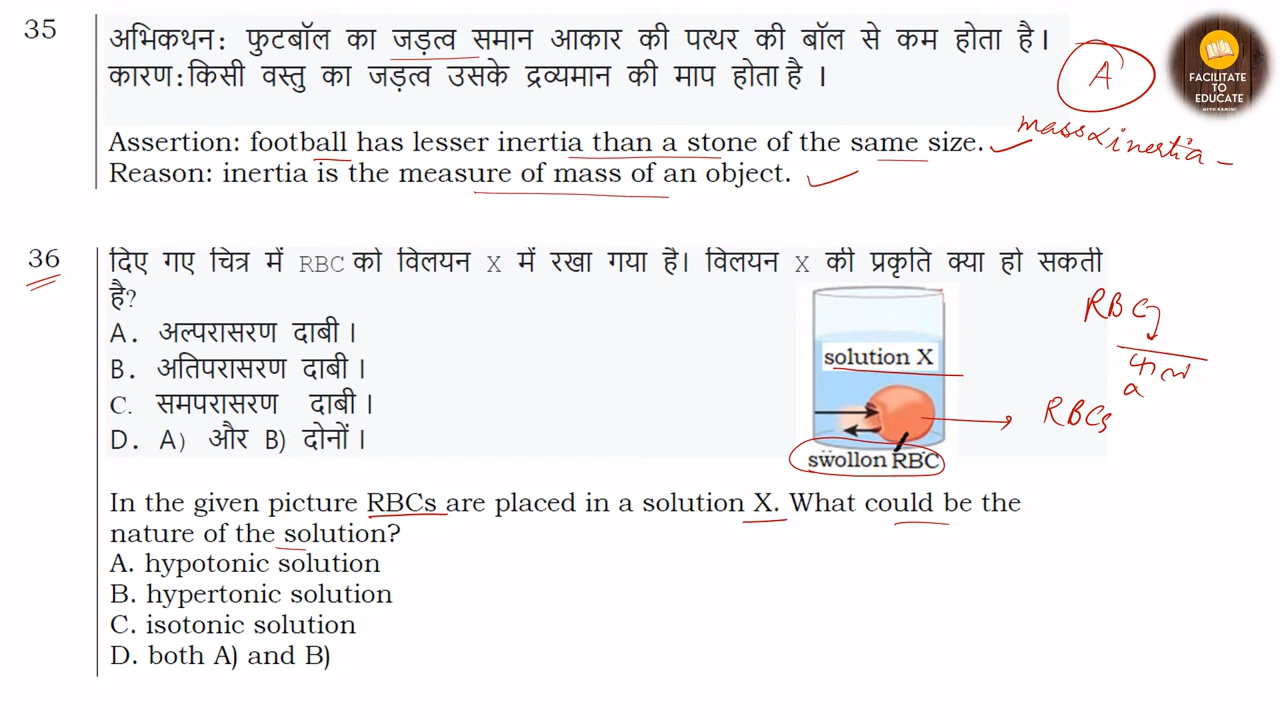 35
अभिकथन: फुटबॉल का जड़त्व समान आकार की पत्थर की बॉल से कम होता है।
कारण:किसी वस्तु का जड़त्व उसके द्रव्यमान की माप होता है ।
A
FACILITATE
TO
EDUCATE
mass ∝ inertia
Assertion: football has lesser inertia than a stone of the same size.
Reason: inertia is the measure of mass of an object.
36
दिए गए चित्र में RBC को विलयन X में रखा गया है। विलयन X की प्रकृति क्या हो सकती
है?
A. अल्परासरण दाबी ।
B. अतिपरासरण दाबी ।
C. समपरासरण दाबी ।
D. A) और B) दोनों ।
solution X
swollon RBC
RBC
RBCs
In the given picture RBCs are placed in a solution X. What could be the
nature of the solution?
A. hypotonic solution
B. hypertonic solution
C. isotonic solution
D. both A) and B)